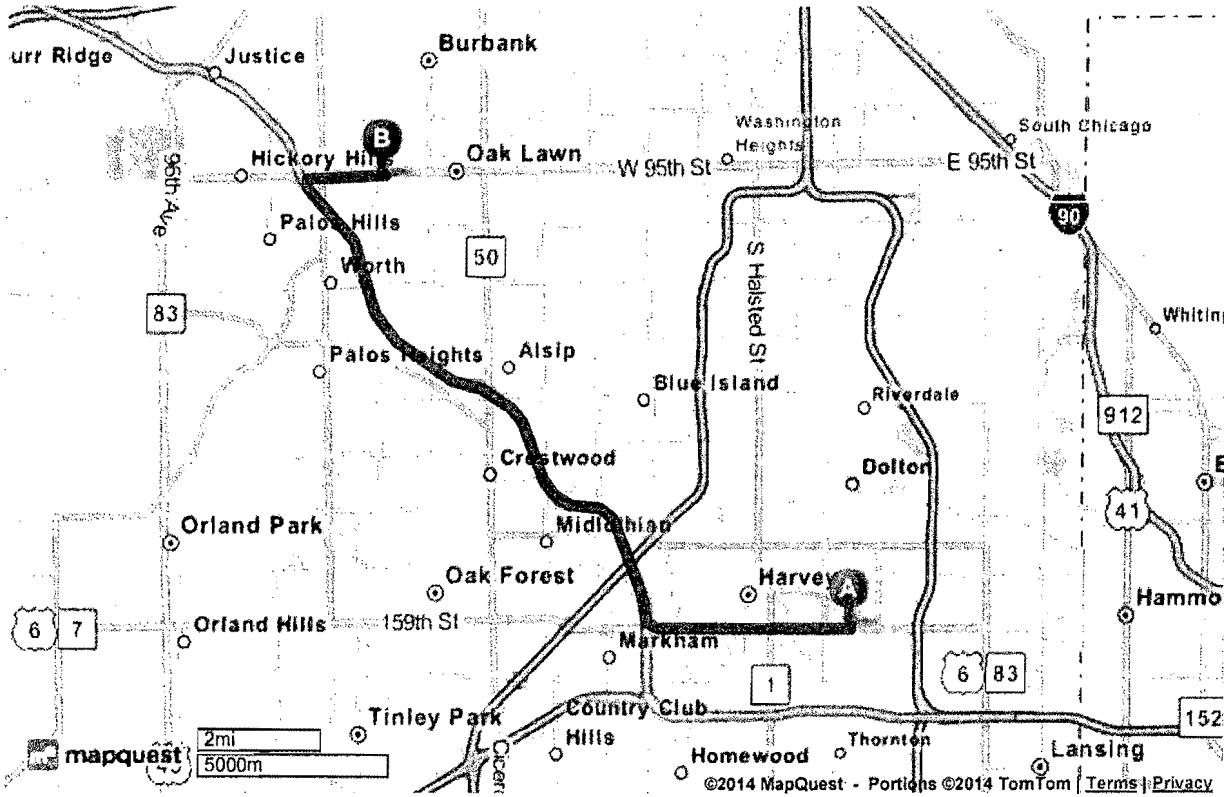 urr Ridge
Justice
Burbank
B
Hickory Hills
Oak Lawn
Washington
Heights
South Chicago
W 95th St
E 95th St
96th Ave
Palos Hills
90
50
Worth
S Halsted St
83
Whiting
Palos Heights
Alsip
Blue Island
Riverdale
912
Crestwood
Dolton
E
41
Orland Park
Midlothian
Oak Forest
Harvey
A
Hammo
6
7
Orland Hills
159th St
Markham
1
6
83
Tinley Park
Country Club
Hills
152
Cicero
Homewood
Thornton
Lansing
mapquest
2mi
5000m
©2014 MapQuest - Portions ©2014 TomTom | Terms | Privacy